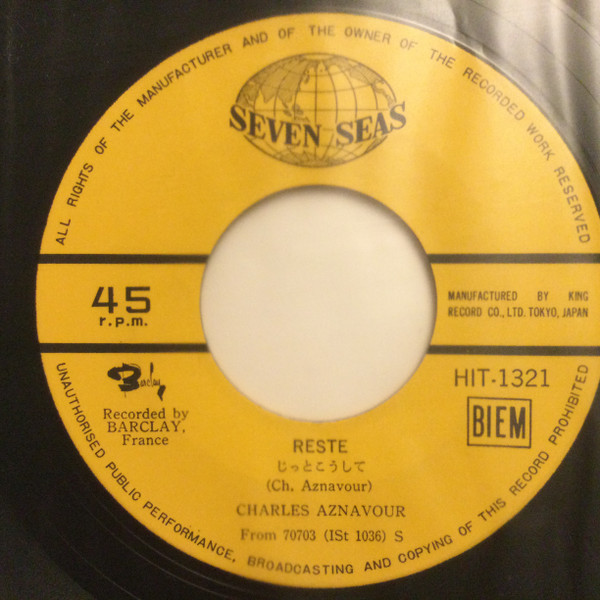 ALL RIGHTS OF THE MANUFACTURER AND OF THE OWNER OF THE RECORDED WORK RESERVED
SEVEN SEAS
45
r.p.m.
MANUFACTURED BY KING
RECORD CO., LTD. TOKYO, JAPAN
Barclay
Recorded by
BARCLAY,
France
HIT-1321
BIEM
RESTE
じっとこうして
(Ch. Aznavour)
CHARLES AZNAVOUR
From 70703 (ISt 1036) S
UNAUTHORISED PUBLIC PERFORMANCE, BROADCASTING AND COPYING OF THIS RECORD PROHIBITED